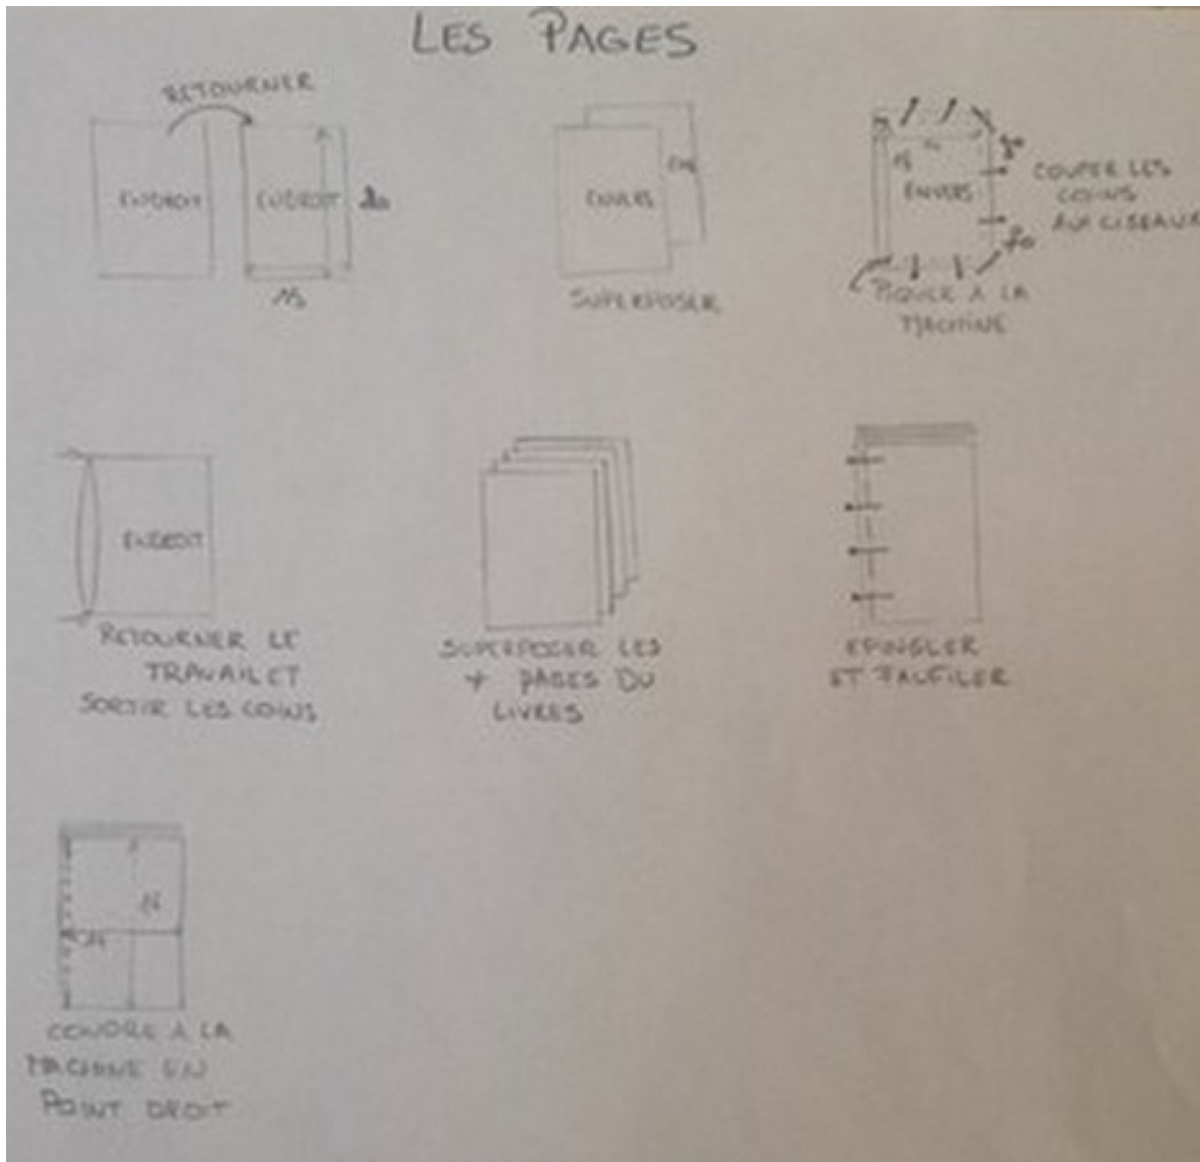 LES PAGES
RETOURNER
ENDROIT
ENDROIT
20
15
ENVERS
SUPERPOSER
ENVERS
COUPER LES
COINS
AUX CISEAUX
PIQUER A LA
MACHINE
ENDROIT
RETOURNER LE
TRAVAIL ET
SORTIR LES COINS
SUPERPOSER LES
PAGES DU
LIVRES
EPINGLER
ET FAUFILER
COUDRE A LA
MACHINE EN
POINT DROIT